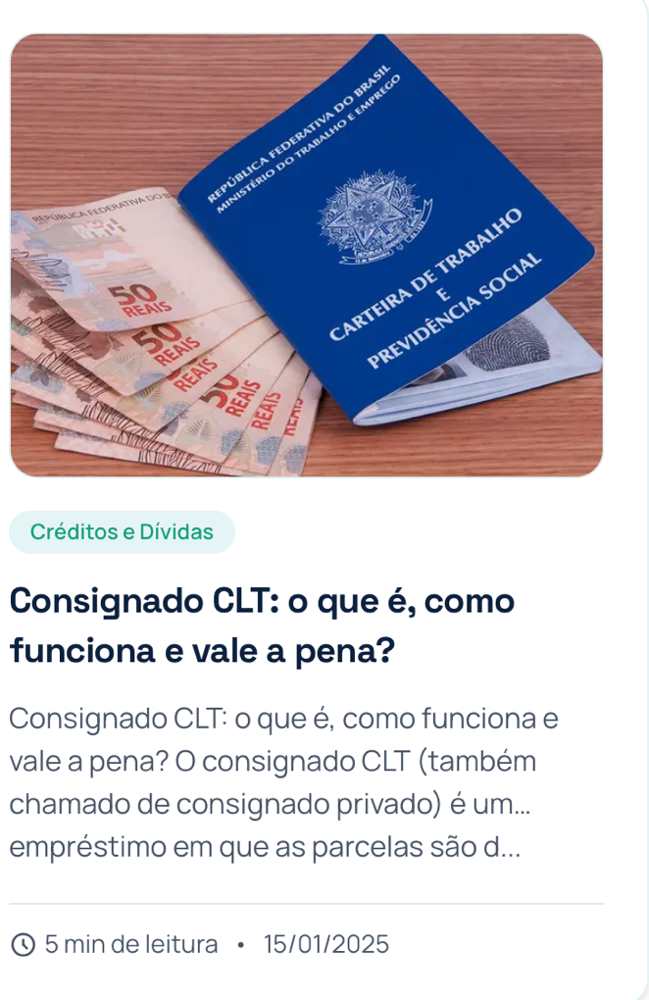 REPÚBLICA FEDERATIVA DO BRASIL
MINISTÉRIO DO TRABALHO E EMPREGO
CARTEIRA DE TRABALHO
E
PREVIDÊNCIA SOCIAL
REPÚBLICA FEDERATIVA DO B
50
REAIS
50
REAIS
REAIS
50
REAIS
REAIS
REAIS
Créditos e Dívidas
Consignado CLT: o que é, como
funciona e vale a pena?
Consignado CLT: o que é, como funciona e
vale a pena? O consignado CLT (também
chamado de consignado privado) é um...
empréstimo em que as parcelas são d...
5 min de leitura • 15/01/2025